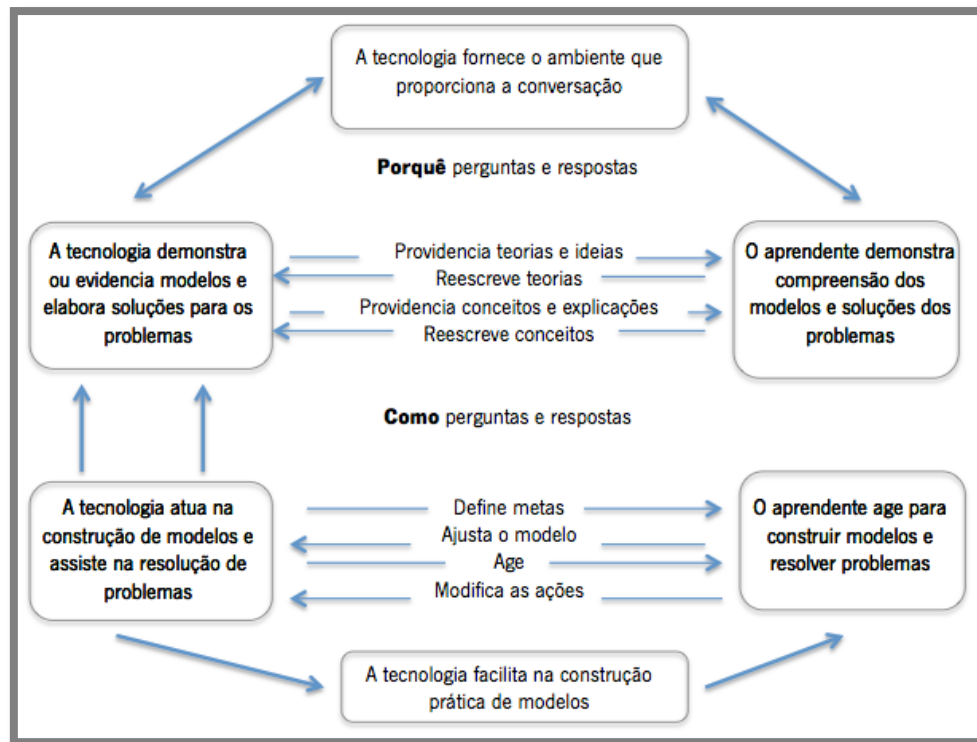 A tecnologia fornece o ambiente que
proporciona a conversação
Porquê perguntas e respostas
A tecnologia demonstra
ou evidencia modelos e
elabora soluções para os
problemas
Providencia teorias e ideias
Reescreve teorias
Providencia conceitos e explicações
Reescreve conceitos
O aprendente demonstra
compreensão dos
modelos e soluções dos
problemas
Como perguntas e respostas
A tecnologia atua na
construção de modelos e
assiste na resolução de
problemas
Define metas
Ajusta o modelo
Age
Modifica as ações
O aprendente age para
construir modelos e
resolver problemas
A tecnologia facilita na construção
prática de modelos